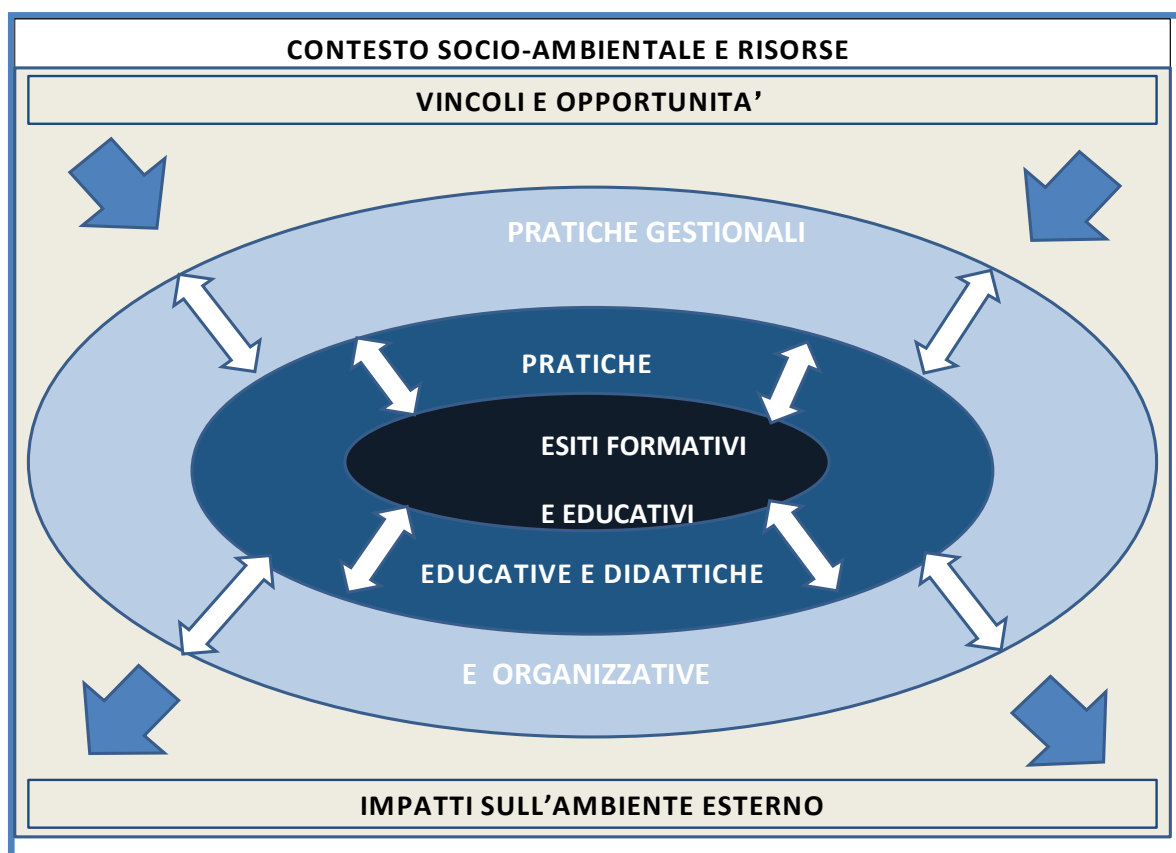 CONTESTO SOCIO-AMBIENTALE E RISORSE
VINCOLI E OPPORTUNITA’
PRATICHE GESTIONALI
PRATICHE
ESITI FORMATIVI
E EDUCATIVI
EDUCATIVE E DIDATTICHE
E ORGANIZZATIVE
IMPATTI SULL’AMBIENTE ESTERNO